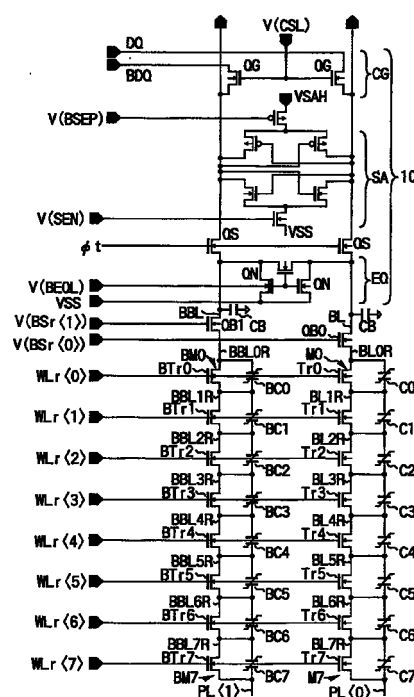 DQ V(CSL)
BDQ QG QG CG
VSAH
V(BSEP)
SA 10
V(SEN) VSS
φt QS QS
QN EQ
V(BEQL) QN
VSS BBL BL
V(BSr⟨1⟩) QB1 CB CB
V(BSr⟨0⟩) BBL0R QB0
BM0 M0 BL0R
WLr⟨0⟩ BTr0 BC0 Tr0 C0
BBL1R BL1R
WLr⟨1⟩ BTr1 BC1 Tr1 C1
BBL2R BL2R
WLr⟨2⟩ BTr2 BC2 Tr2 C2
BBL3R BL3R
WLr⟨3⟩ BTr3 BC3 Tr3 C3
BBL4R BL4R
WLr⟨4⟩ BTr4 BC4 Tr4 C4
BBL5R BL5R
WLr⟨5⟩ BTr5 BC5 Tr5 C5
BBL6R BL6R
WLr⟨6⟩ BTr6 BC6 Tr6 C6
BBL7R BL7R
WLr⟨7⟩ BTr7 BC7 Tr7 C7
BM7 M7
PL⟨1⟩ PL⟨0⟩